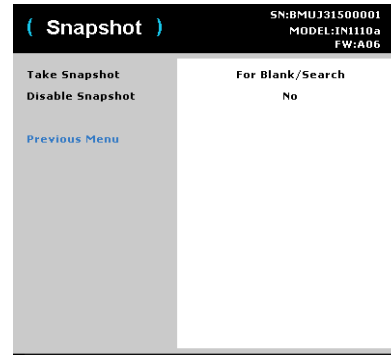 ( Snapshot )
SN:BMUJ31500001
MODEL:IN1110a
FW:A06
Take Snapshot For Blank/Search
Disable Snapshot No
Previous Menu